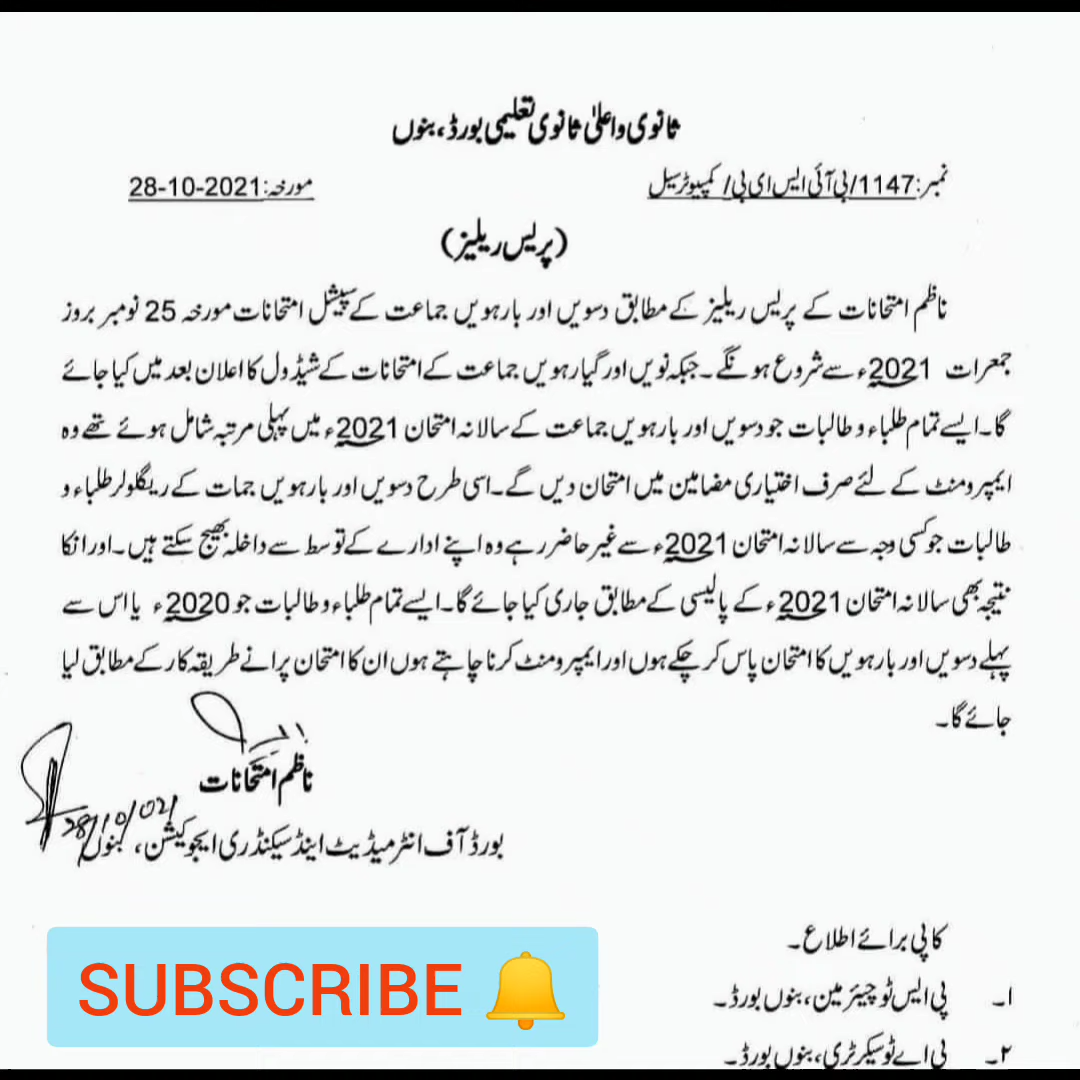 ثانوی و اعلیٰ ثانوی تعلیمی بورڈ، بنوں
نمبر:1147/بی آئی ایس ای بی/ کمپیوٹر سیل
مورخہ:28-10-2021
(پریس ریلیز)
ناظم امتحانات کے پریس ریلیز کے مطابق دسویں اور بارھویں جماعت کے سپیشل امتحانات مورخہ 25 نومبر بروز
جمعرات 2021ء سے شروع ہونگے۔ جبکہ نویں اور گیارھویں جماعت کے امتحانات کے شیڈول کا اعلان بعد میں کیا جائے
گا۔ ایسے تمام طلباء و طالبات جو دسویں اور بارھویں جماعت کے سالانہ امتحان 2021ء میں پہلی مرتبہ شامل ہوئے تھے وہ
ایمپرومنٹ کے لئے صرف اختیاری مضامین میں امتحان دیں گے۔ اسی طرح دسویں اور بارھویں جمات کے ریگولر طلباء و
طالبات جو کسی وجہ سے سالانہ امتحان 2021ء سے غیر حاضر رہے وہ اپنے ادارے کے توسط سے داخلہ بھیج سکتے ہیں۔ اور انکا
نتیجہ بھی سالانہ امتحان 2021ء کے پالیسی کے مطابق جاری کیا جائے گا۔ ایسے تمام طلباء و طالبات جو 2020ء یا اس سے
پہلے دسویں اور بارھویں کا امتحان پاس کر چکے ہوں اور ایمپرومنٹ کرنا چاہتے ہوں ان کا امتحان پرانے طریقہ کار کے مطابق لیا
جائے گا۔
ناظم امتحانات
بورڈ آف انٹرمیڈیٹ اینڈ سیکنڈری ایجوکیشن، بنوں
کاپی برائے اطلاع۔
۱۔ پی ایس ٹو چیئرمین، بنوں بورڈ۔
۲۔ پی اے ٹو سیکرٹری، بنوں بورڈ۔
SUBSCRIBE